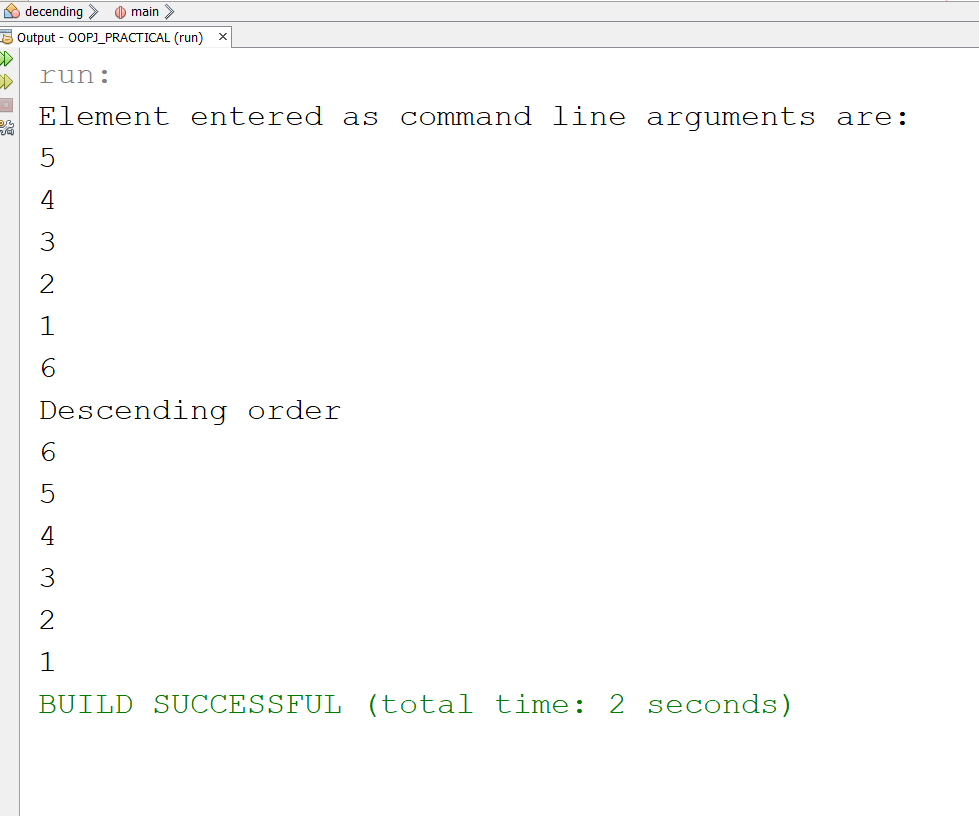 decending main
Output - OOPJ_PRACTICAL (run)
run:
Element entered as command line arguments are:
5
4
3
2
1
6
Descending order
6
5
4
3
2
1
BUILD SUCCESSFUL (total time: 2 seconds)